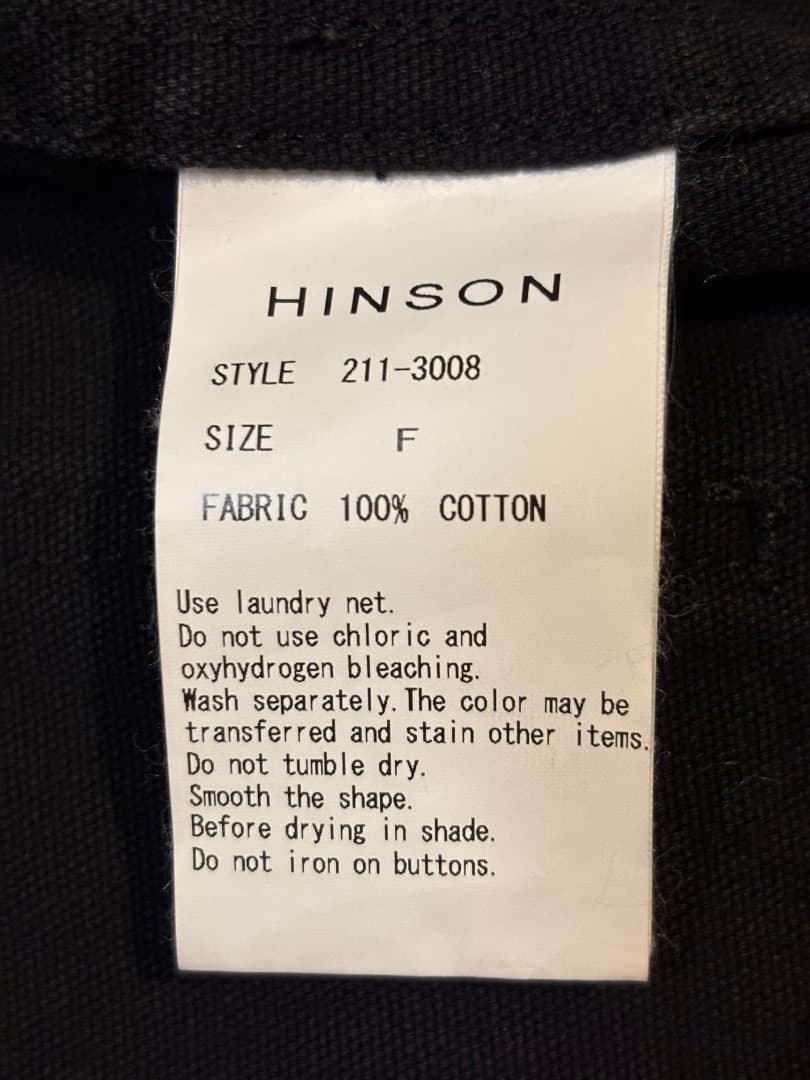 HINSON
STYLE 211-3008
SIZE F
FABRIC 100% COTTON
Use laundry net.
Do not use chloric and
oxyhydrogen bleaching.
Wash separately. The color may be
transferred and stain other items.
Do not tumble dry.
Smooth the shape.
Before drying in shade.
Do not iron on buttons.